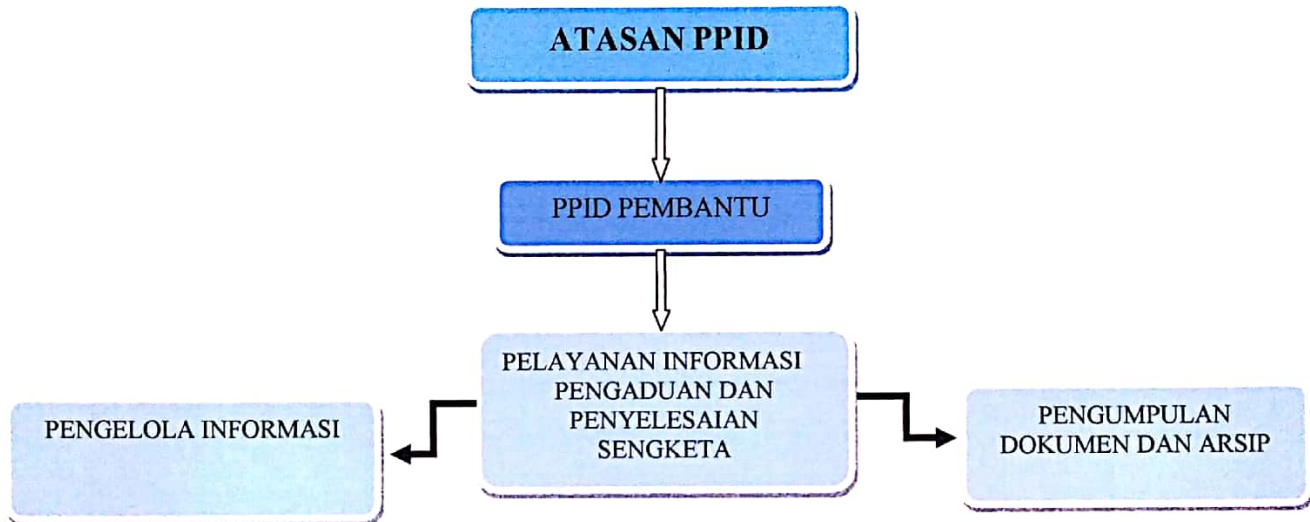 ATASAN PPID
PPID PEMBANTU
PELAYANAN INFORMASI
PENGADUAN DAN
PENYELESAIAN
SENGKETA
PENGELOLA INFORMASI
PENGUMPULAN
DOKUMEN DAN ARSIP